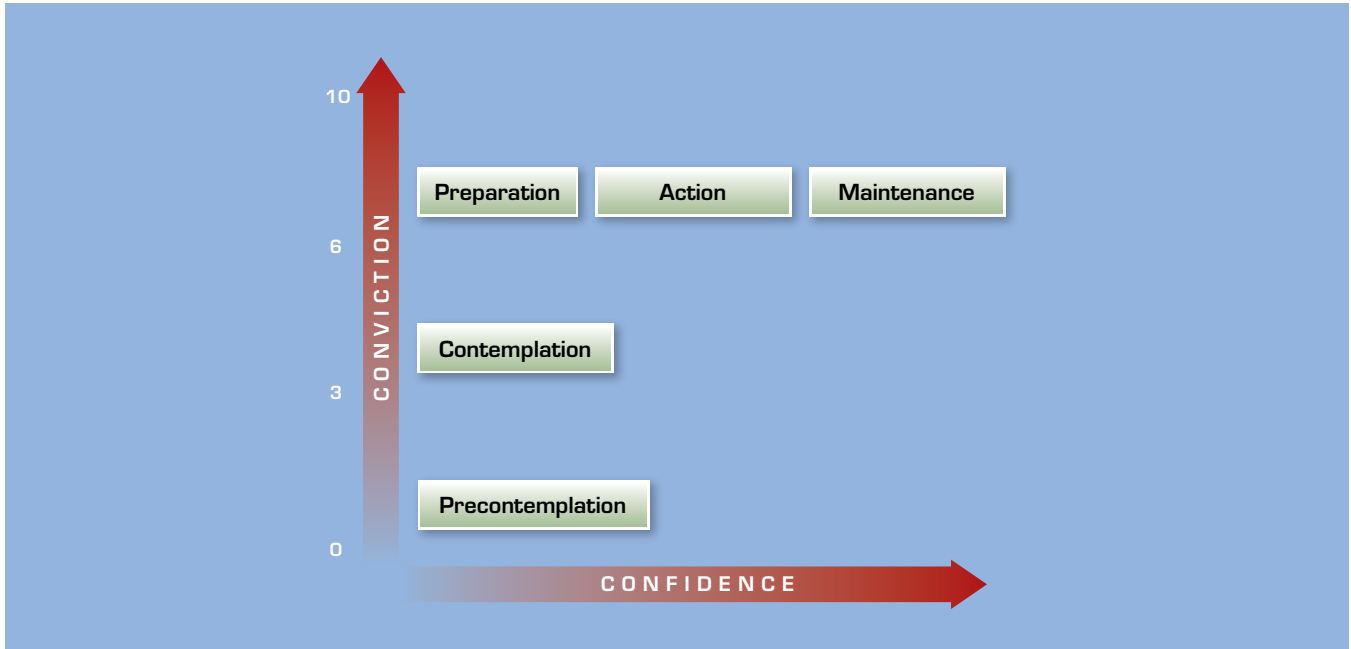 10
Preparation Action Maintenance
6
CONVICTION
Contemplation
3
Precontemplation
0
CONFIDENCE